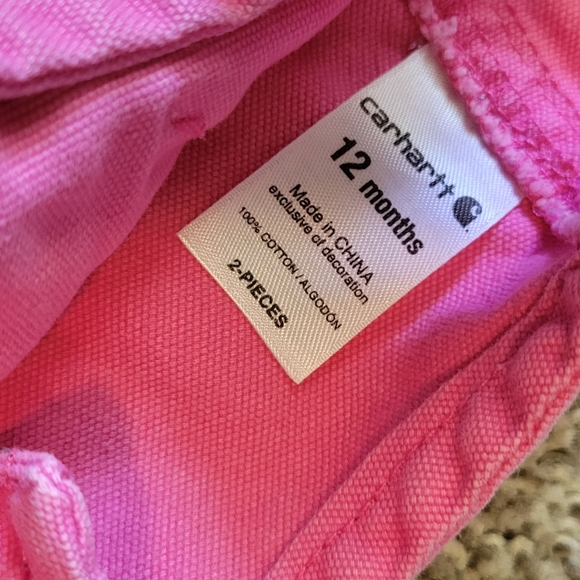 carhartt
12 months
Made in CHINA
exclusive of decoration
100% COTTON / ALGODÓN
2-PIECES